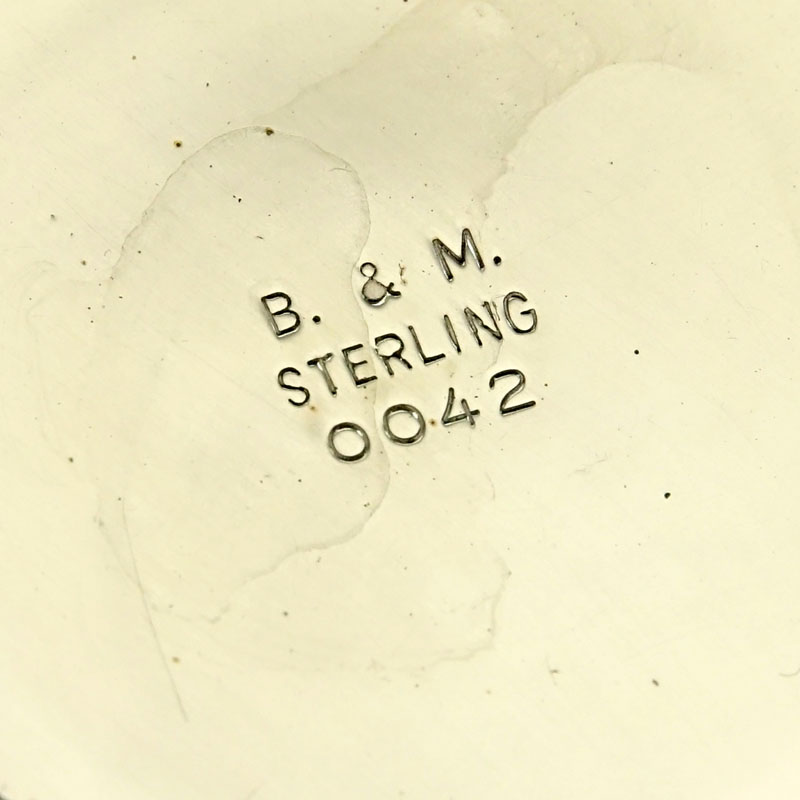 B. & M.
STERLING
0042